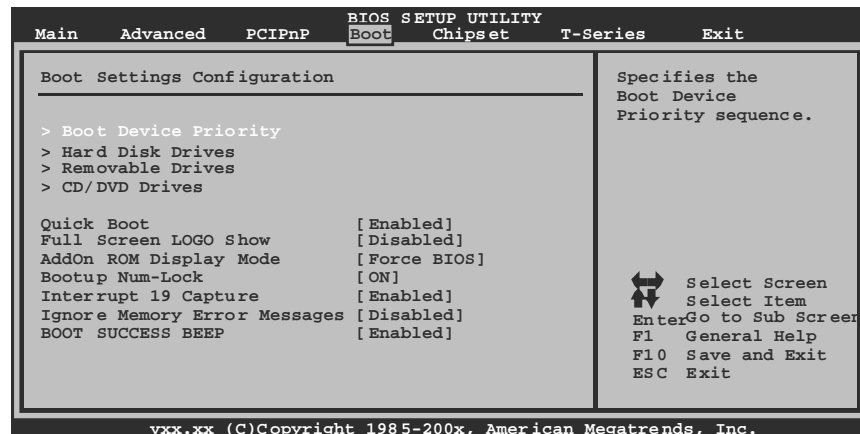 BIOS SETUP UTILITY
Main Advanced PCIPnP Boot Chipset T-Series Exit
Boot Settings Configuration
> Boot Device Priority
> Hard Disk Drives
> Removable Drives
> CD/DVD Drives
Quick Boot [Enabled]
Full Screen LOGO Show [Disabled]
AddOn ROM Display Mode [Force BIOS]
Bootup Num-Lock [ON]
Interrupt 19 Capture [Enabled]
Ignore Memory Error Messages [Disabled]
BOOT SUCCESS BEEP [Enabled]
Specifies the
Boot Device
Priority sequence.
Select Screen
Select Item
Enter Go to Sub Screen
F1 General Help
F10 Save and Exit
ESC Exit
vxx.xx (C)Copyright 1985-200x, American Megatrends, Inc.